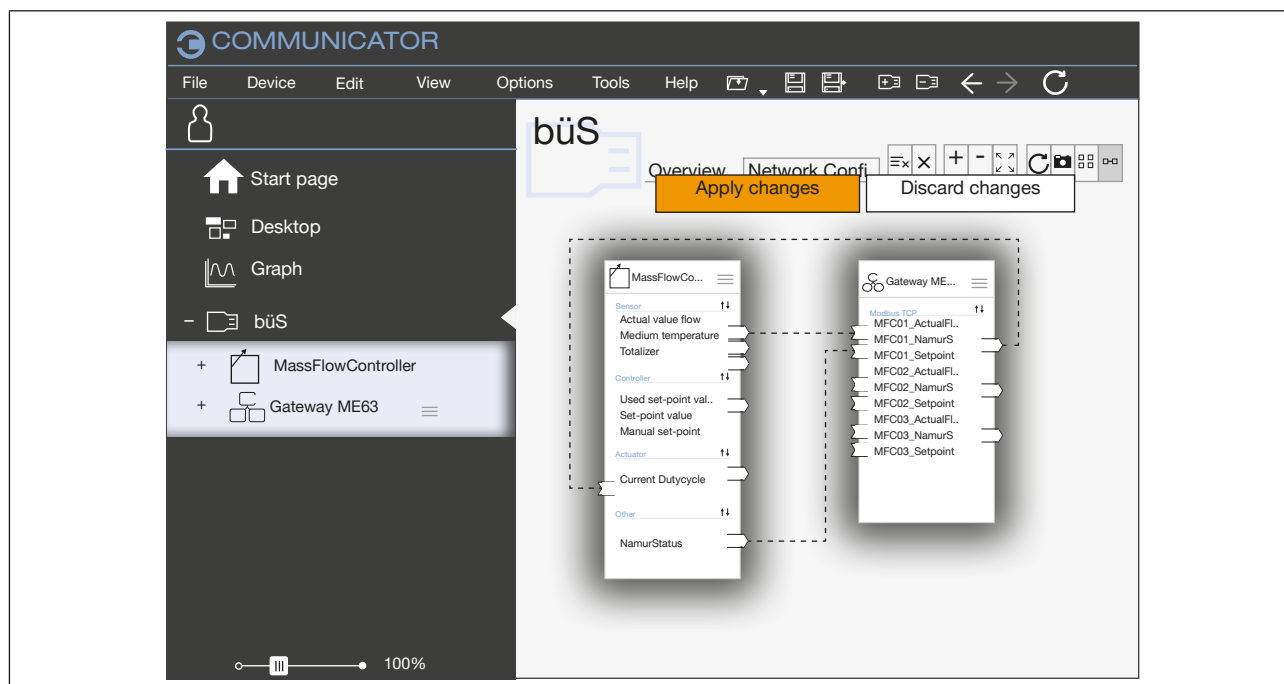 COMMUNICATOR
File Device Edit View Options Tools Help
Start page
Desktop
Graph
büS
MassFlowController
Gateway ME63
100%
büS
Overview Network Confi
Apply changes Discard changes
MassFlowCo...
Sensor
Actual value flow
Medium temperature
Totalizer
Controller
Used set-point val..
Set-point value
Manual set-point
Actuator
Current Dutycycle
Other
NamurStatus
Gateway ME...
Modbus TCP
MFC01_ActualFl..
MFC01_NamurS
MFC01_Setpoint
MFC02_ActualFl..
MFC02_NamurS
MFC02_Setpoint
MFC03_ActualFl..
MFC03_NamurS
MFC03_Setpoint